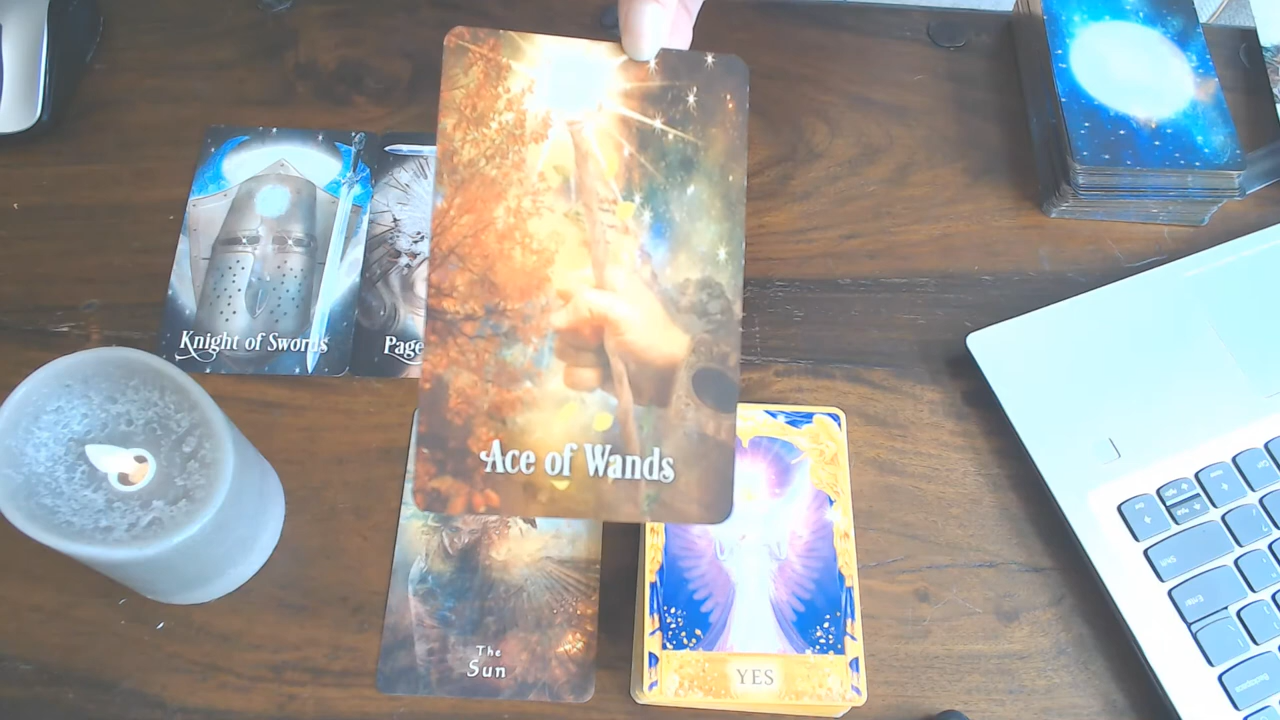 Knight of Swords
Page
Ace of Wands
The
Sun
YES